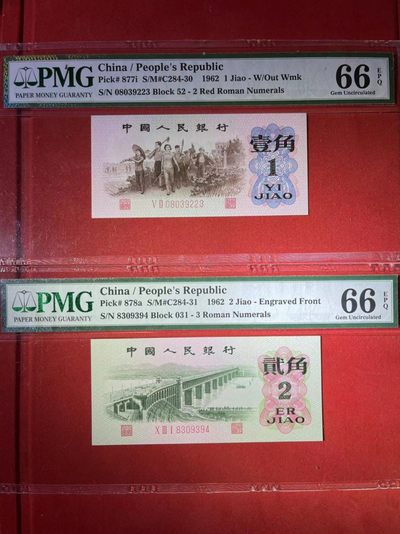 PMG
PAPER MONEY GUARANTY
China / People's Republic
Pick# 877i S/M#C284-30 1962 1 Jiao - W/Out Wmk
S/N 08039223 Block 52 - 2 Red Roman Numerals
66 EPQ
Gem Uncirculated
中國人民銀行
壹角
1
YI
JIAO
V II 08039223
PMG
PAPER MONEY GUARANTY
China / People's Republic
Pick# 878a S/M#C284-31 1962 2 Jiao - Engraved Front
S/N 8309394 Block 031 - 3 Roman Numerals
66 EPQ
Gem Uncirculated
中國人民銀行
貳角
2
ER
JIAO
X III I 8309394